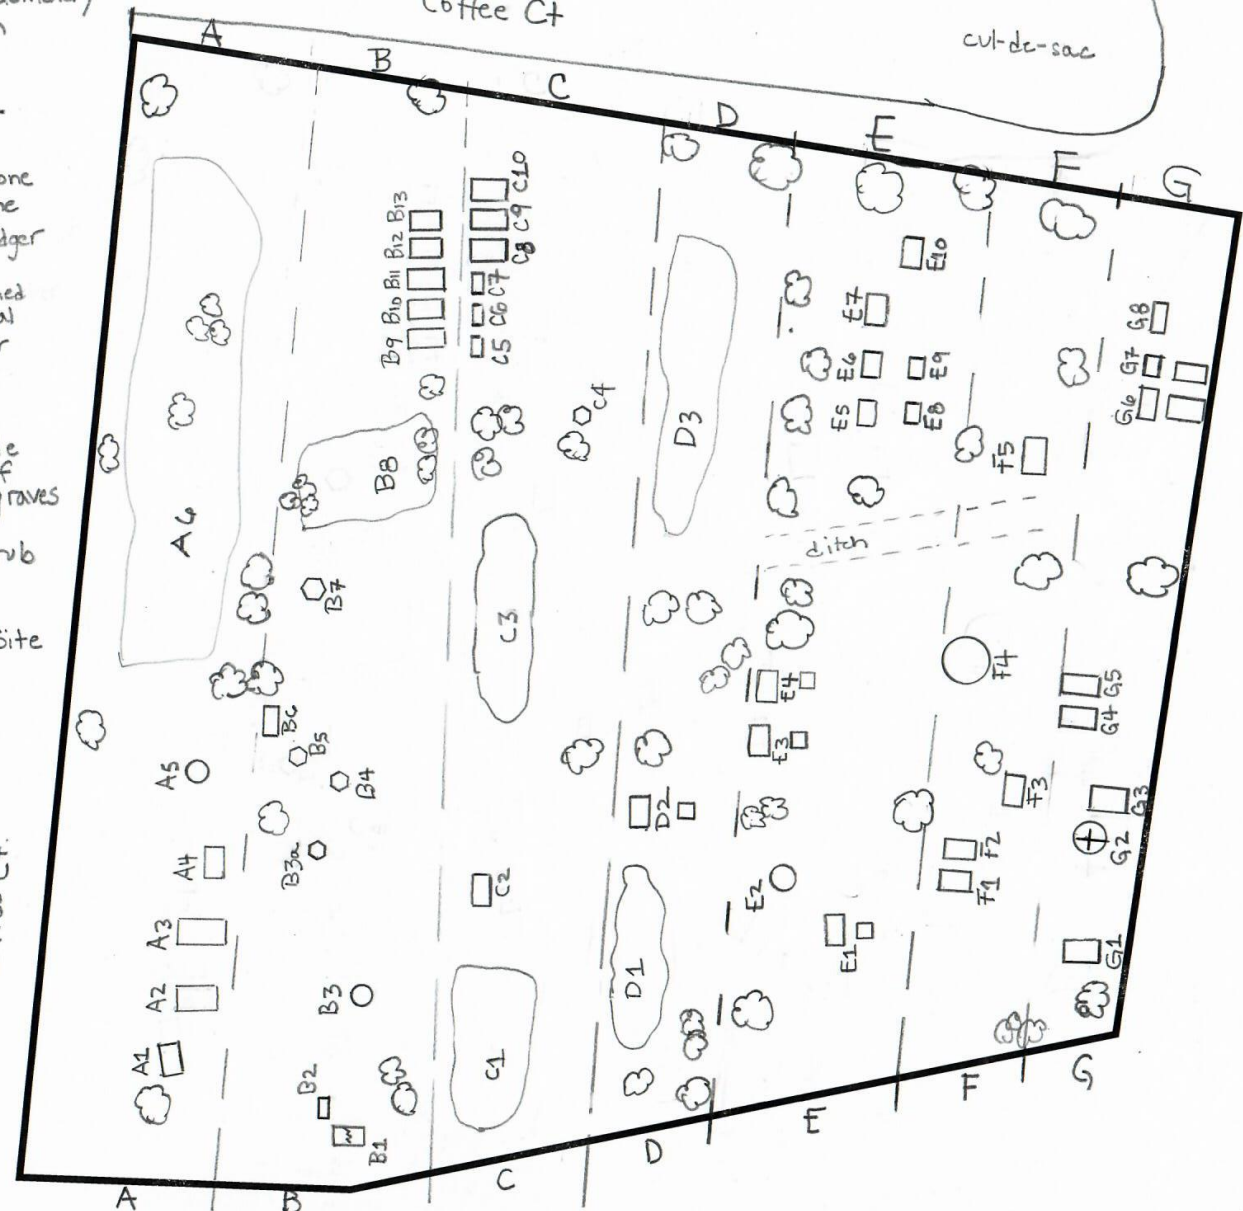 Coffee Ct
cul-de-sac
A
B
C
D
E
F
G
one
ne
dger
raves
ub
Site
C10
C9
C8
C7
C6
C5
B13
B12
B11
B10
B9
E10
E7
E6
E9
E5
E8
G8
G7
G6
C4
D3
F5
B8
A6
ditch
B7
C3
F4
E4
G5
G4
B6
B5
B4
A5
E3
D2
F3
G3
G2
A4
B3a
C2
F2
F1
E2
E1
A3
G1
A2
B3
D1
A1
C1
B2
B1
A
B
C
D
E
F
G